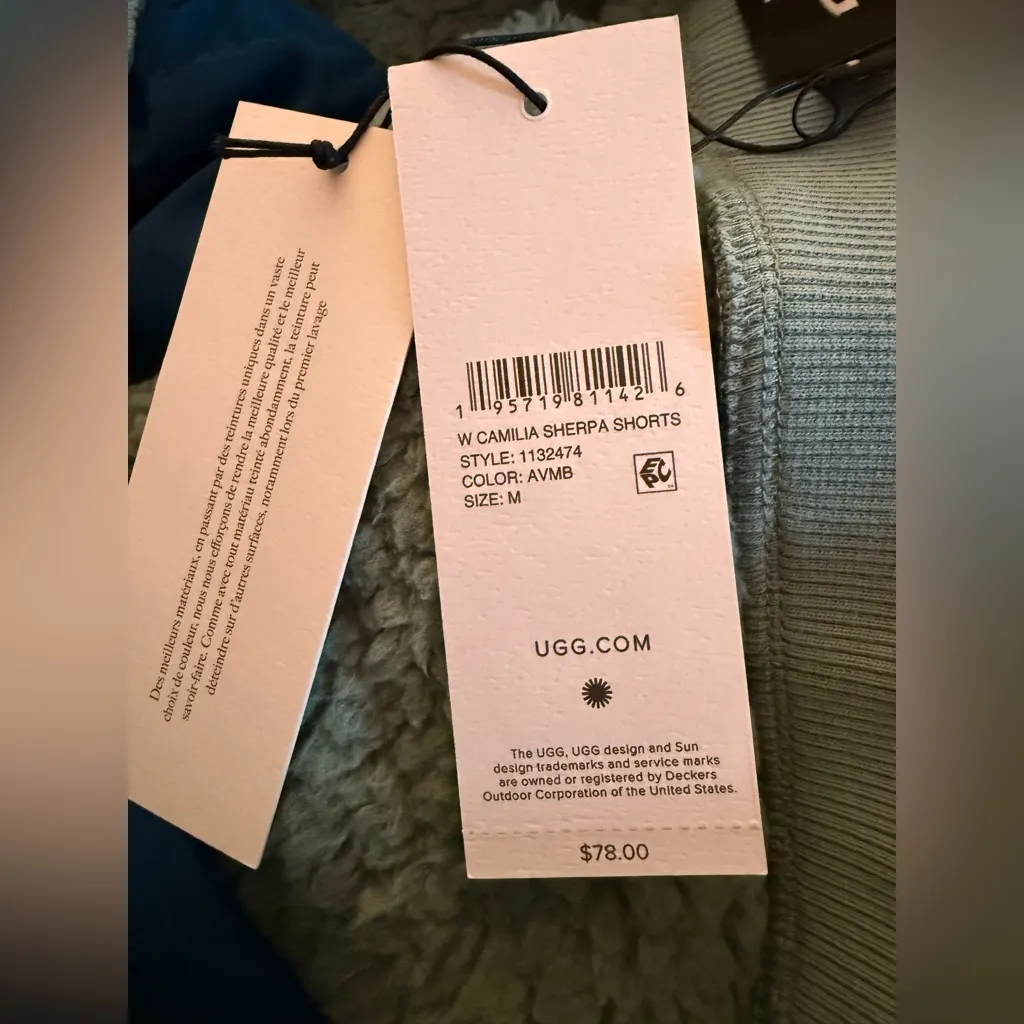 Des meilleurs matériaux, en passant par des teintures uniques dans un vaste
choix de couleur, nous nous efforçons de rendre la meilleure qualité et le meilleur
savoir-faire. Comme avec tout matériau teinté abondamment, la teinture peut
déteindre sur d'autres surfaces, notamment lors du premier lavage
1 95719 81142 6
W CAMILIA SHERPA SHORTS
STYLE: 1132474
COLOR: AVMB
SIZE: M
EPC
UGG.COM
The UGG, UGG design and Sun
design trademarks and service marks
are owned or registered by Deckers
Outdoor Corporation of the United States.
$78.00